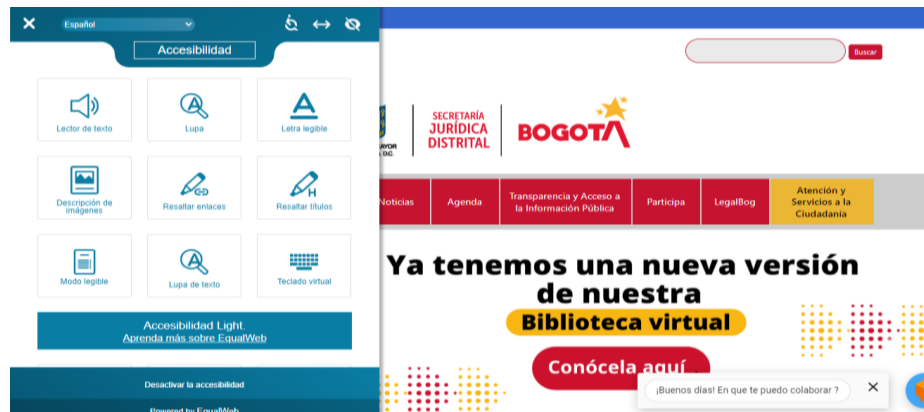 Español
Accesibilidad
Lector de texto
Lupa
Letra legible
Descripción de
imágenes
Resaltar enlaces
Resaltar títulos
Modo legible
Lupa de texto
Teclado virtual
Accesibilidad Light.
Aprenda más sobre EqualWeb
Desactivar la accesibilidad
Powered by EqualWeb
Buscar
AYOR
D.C.
SECRETARÍA
JURÍDICA
DISTRITAL
BOGOTÁ
Noticias
Agenda
Transparencia y Acceso a
la Información Pública
Participa
LegalBog
Atención y
Servicios a la
Ciudadanía
Ya tenemos una nueva versión
de nuestra
Biblioteca virtual
Conócela aquí
¡Buenos días! En que te puedo colaborar ?